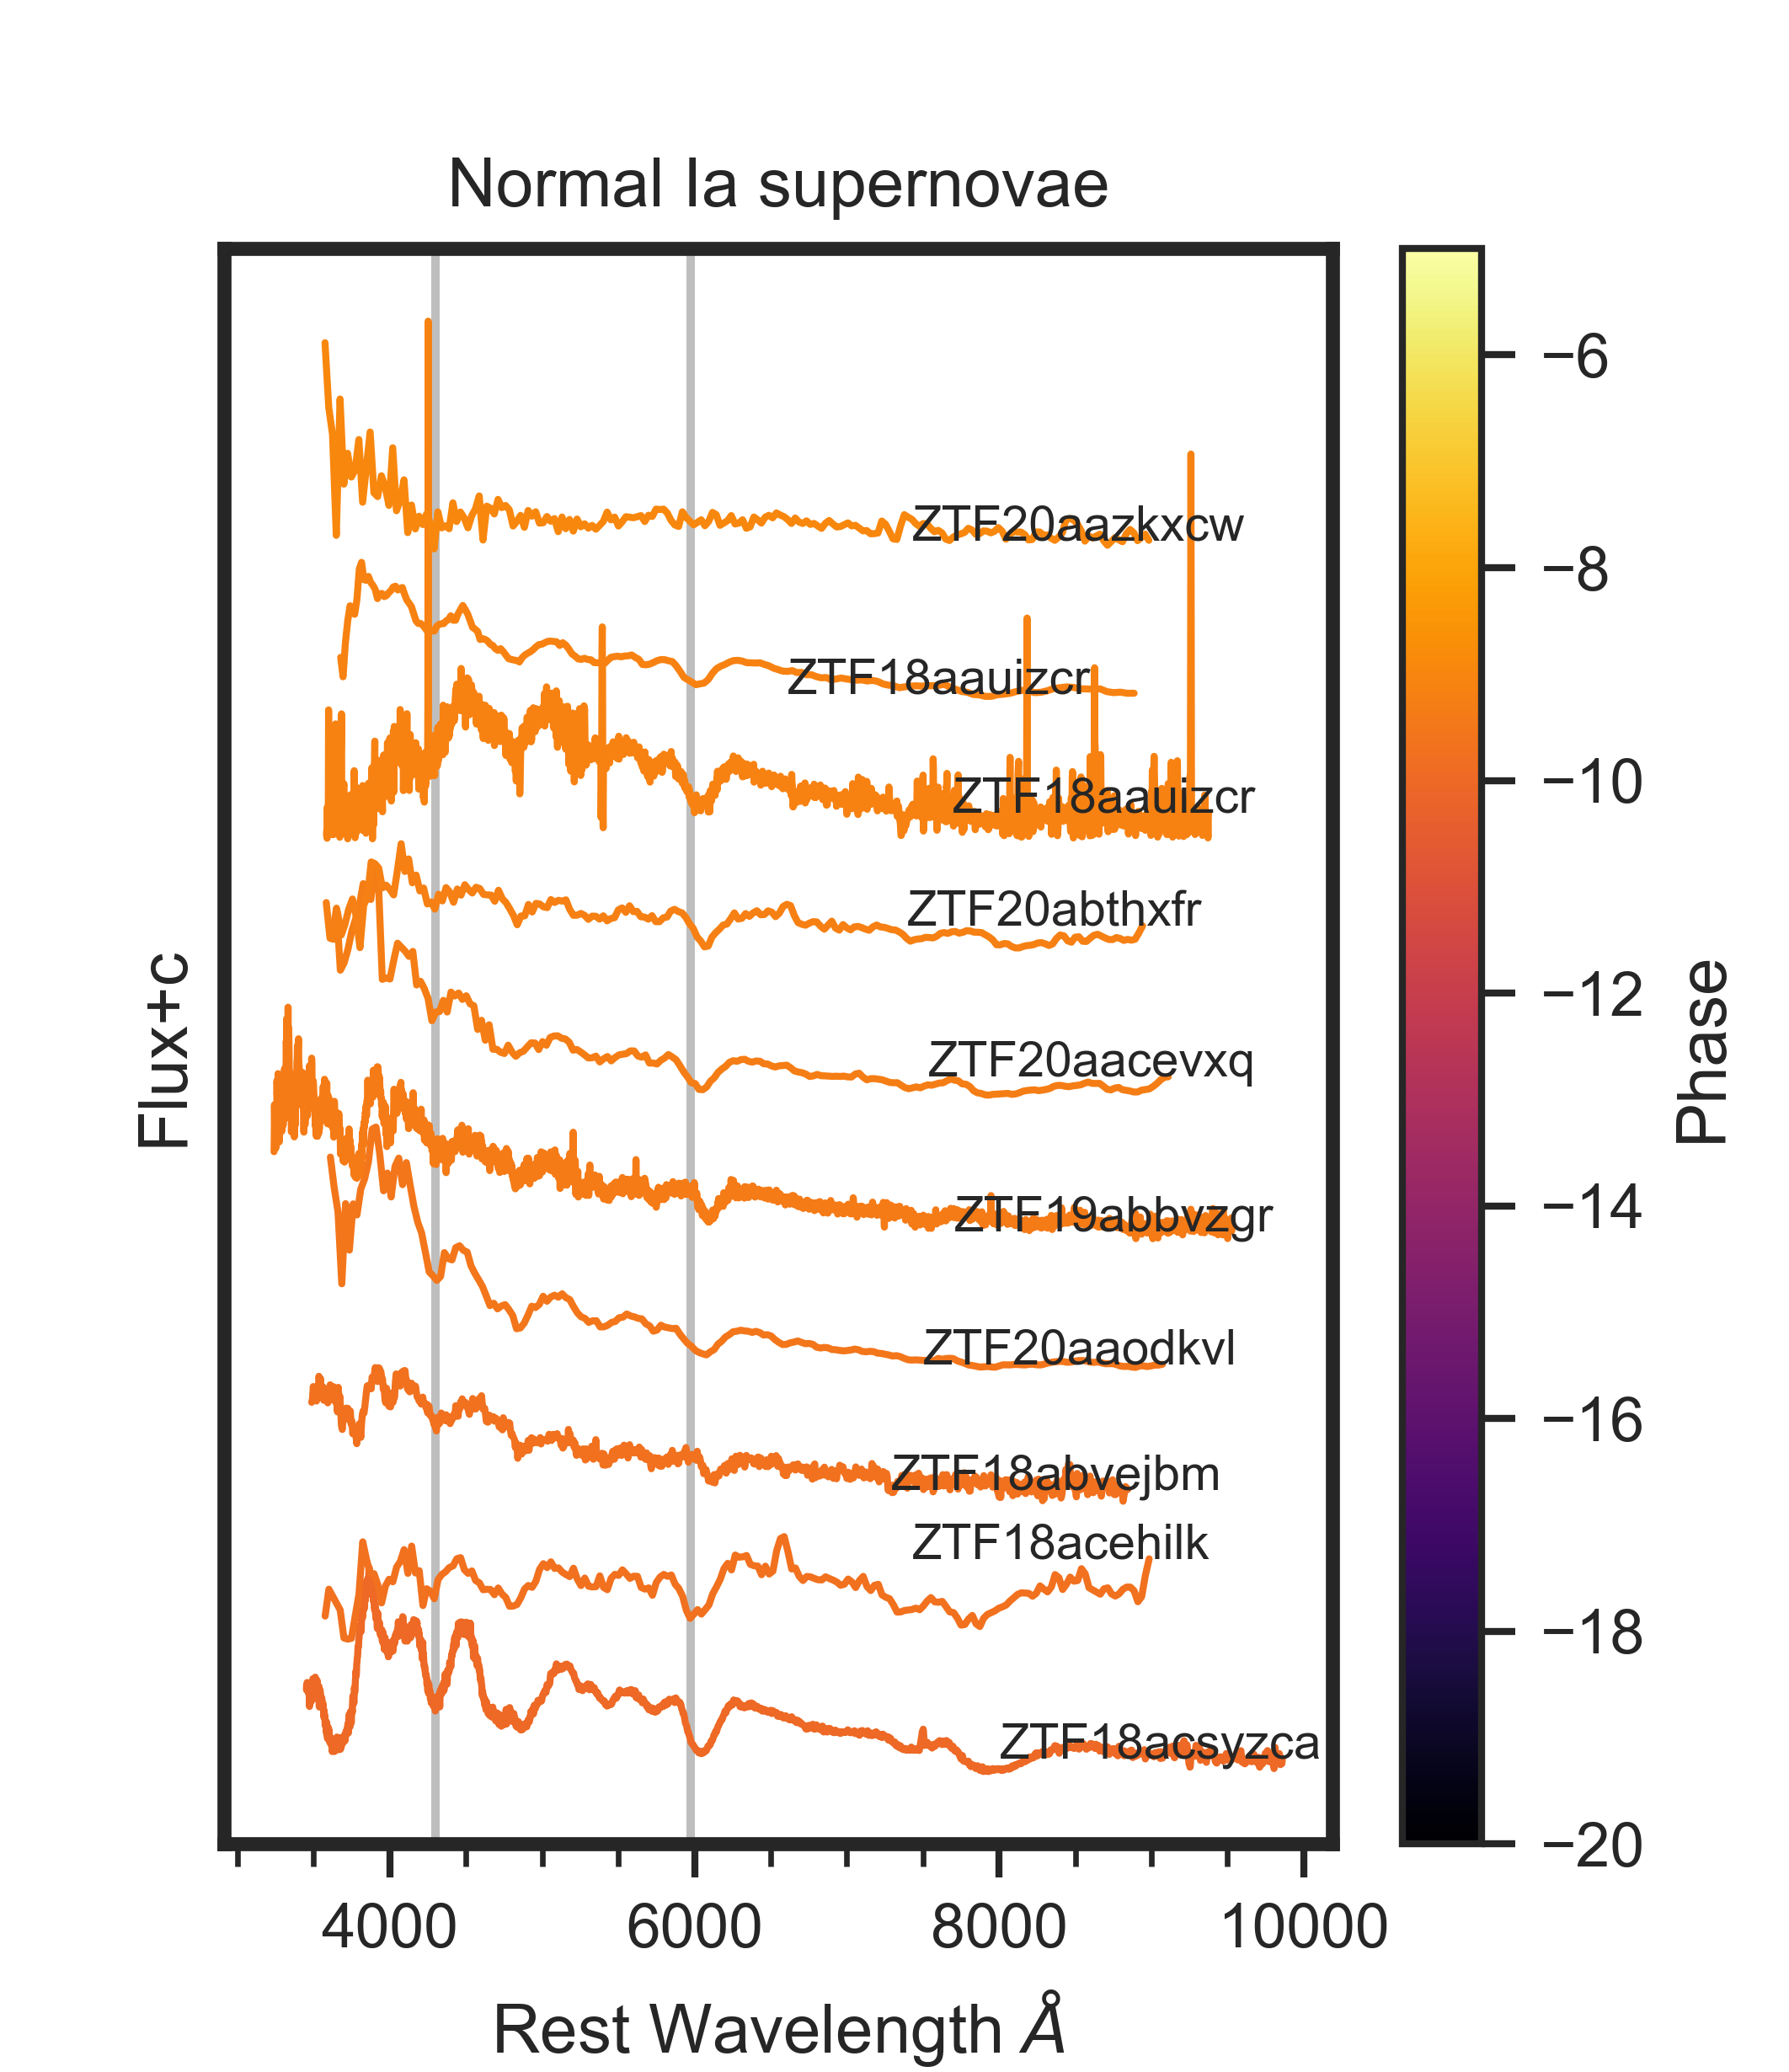 Normal Ia supernovae
Flux+c
ZTF20aazkxcw
ZTF18aauizcr
ZTF18aauizcr
ZTF20abthxfr
ZTF20aacevxq
ZTF19abbvzgr
ZTF20aaodkvl
ZTF18abvejbm
ZTF18acehilk
ZTF18acsyzca
4000 6000 8000 10000
Rest Wavelength Å
−6
−8
−10
−12
−14
−16
−18
−20
Phase